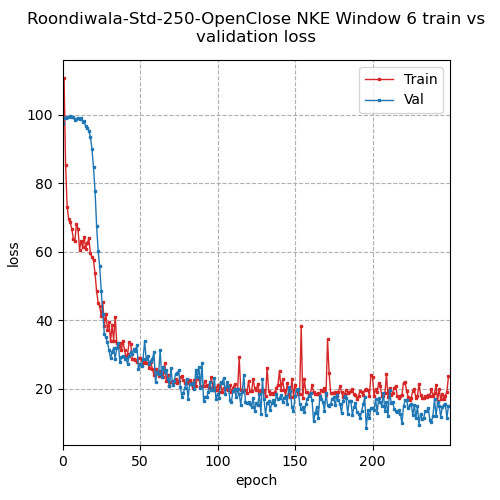 Roondiwala-Std-250-OpenClose NKE Window 6 train vs
validation loss
Train
Val
100
80
60
40
20
loss
0
50
100
150
200
epoch